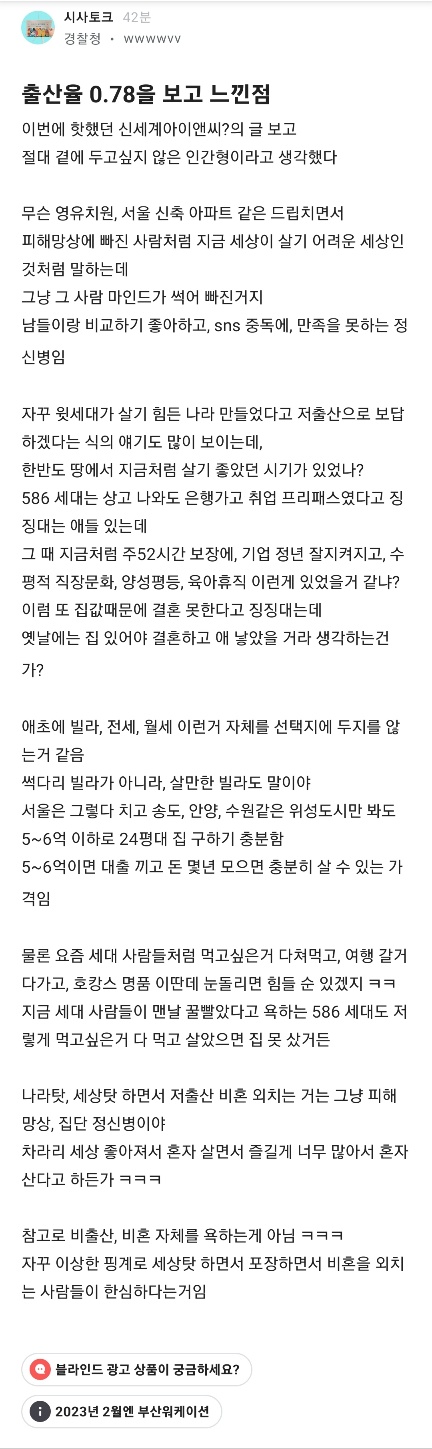 시사토크 42분
경찰청 · wwwwvv
출산율 0.78을 보고 느낀점
이번에 핫했던 신세계아이앤씨?의 글 보고
절대 곁에 두고싶지 않은 인간형이라고 생각했다
무슨 영유치원, 서울 신축 아파트 같은 드립치면서
피해망상에 빠진 사람처럼 지금 세상이 살기 어려운 세상인
것처럼 말하는데
그냥 그 사람 마인드가 썩어 빠진거지
남들이랑 비교하기 좋아하고, sns 중독에, 만족을 못하는 정
신병임
자꾸 윗세대가 살기 힘든 나라 만들었다고 저출산으로 보답
하겠다는 식의 얘기도 많이 보이는데,
한반도 땅에서 지금처럼 살기 좋았던 시기가 있었나?
586 세대는 상고 나와도 은행가고 취업 프리패스였다고 징
징대는 애들 있는데
그 때 지금처럼 주52시간 보장에, 기업 정년 잘지켜지고, 수
평적 직장문화, 양성평등, 육아휴직 이런게 있었을거 같냐?
이럼 또 집값때문에 결혼 못한다고 징징대는데
옛날에는 집 있어야 결혼하고 애 낳았을 거라 생각하는건
가?
애초에 빌라, 전세, 월세 이런거 자체를 선택지에 두지를 않
는거 같음
썩다리 빌라가 아니라, 살만한 빌라도 말이야
서울은 그렇다 치고 송도, 안양, 수원같은 위성도시만 봐도
5~6억 이하로 24평대 집 구하기 충분함
5~6억이면 대출 끼고 돈 몇년 모으면 충분히 살 수 있는 가
격임
물론 요즘 세대 사람들처럼 먹고싶은거 다쳐먹고, 여행 갈거
다가고, 호캉스 명품 이딴데 눈돌리면 힘들 순 있겠지 ㅋㅋ
지금 세대 사람들이 맨날 꿀빨았다고 욕하는 586 세대도 저
렇게 먹고싶은거 다 먹고 살았으면 집 못 샀거든
나라탓, 세상탓 하면서 저출산 비혼 외치는 거는 그냥 피해
망상, 집단 정신병이야
차라리 세상 좋아져서 혼자 살면서 즐길게 너무 많아서 혼자
산다고 하든가 ㅋㅋㅋ
참고로 비출산, 비혼 자체를 욕하는게 아님 ㅋㅋㅋ
자꾸 이상한 핑계로 세상탓 하면서 포장하면서 비혼을 외치
는 사람들이 한심하다는거임
블라인드 광고 상품이 궁금하세요?
2023년 2월엔 부산워케이션